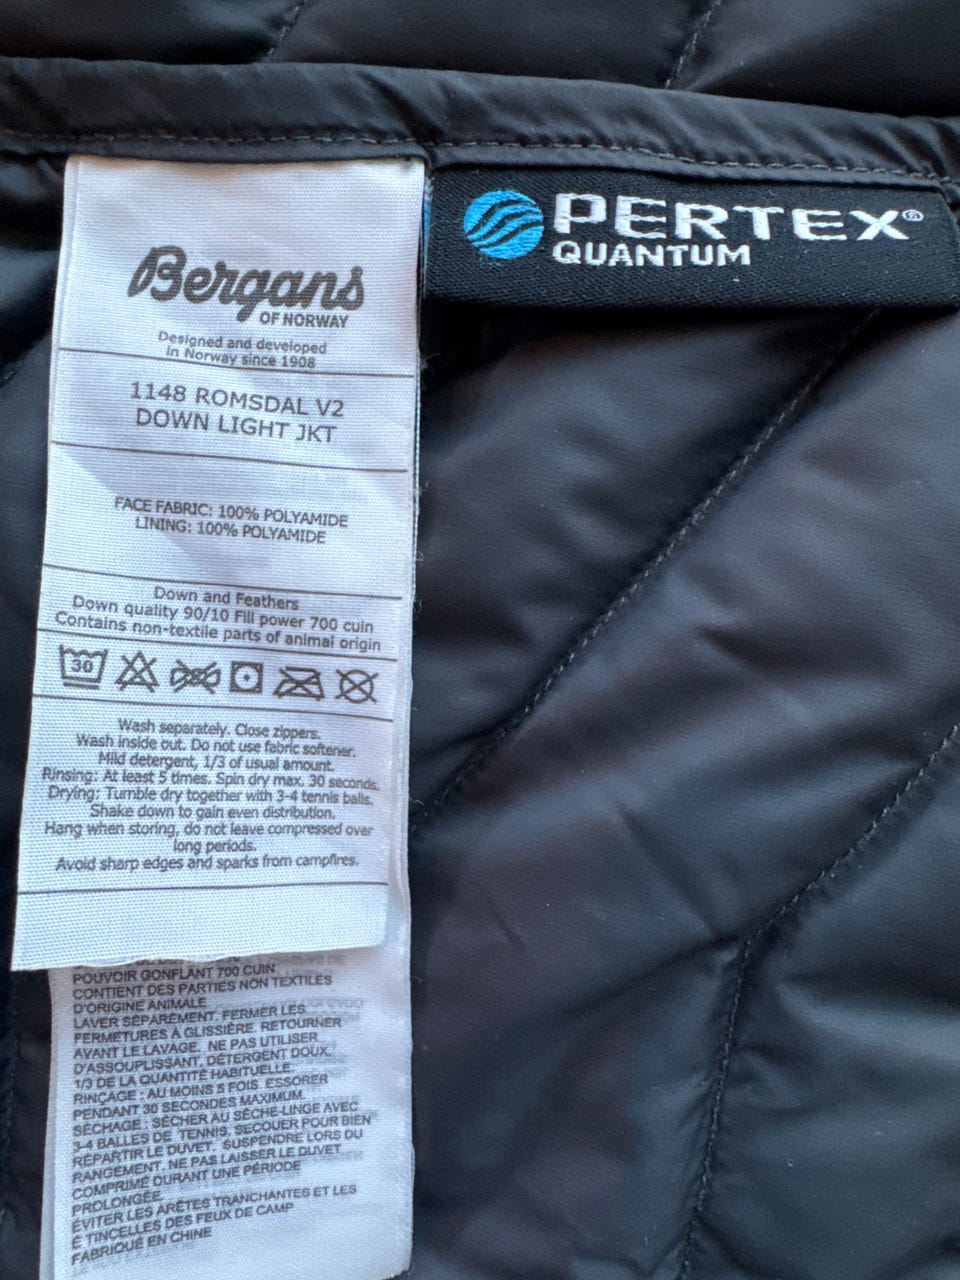 Bergans
OF NORWAY
Designed and developed
in Norway since 1908
1148 ROMSDAL V2
DOWN LIGHT JKT
FACE FABRIC: 100% POLYAMIDE
LINING: 100% POLYAMIDE
Down and Feathers
Down quality 90/10 Fill power 700 cuin
Contains non-textile parts of animal origin
30
Wash separately. Close zippers.
Wash inside out. Do not use fabric softener.
Mild detergent, 1/3 of usual amount.
Rinsing: At least 5 times. Spin dry max. 30 seconds.
Drying: Tumble dry together with 3-4 tennis balls.
Shake down to gain even distribution.
Hang when storing, do not leave compressed over
long periods.
Avoid sharp edges and sparks from campfires.
POUVOIR GONFLANT 700 CUIN
CONTIENT DES PARTIES NON TEXTILES
D'ORIGINE ANIMALE
LAVER SÉPARÉMENT. FERMER LES
FERMETURES À GLISSIÈRE. RETOURNER
AVANT LE LAVAGE. NE PAS UTILISER
D'ASSOUPLISSANT, DÉTERGENT DOUX.
1/3 DE LA QUANTITÉ HABITUELLE.
RINÇAGE : AU MOINS 5 FOIS. ESSORER
PENDANT 30 SECONDES MAXIMUM.
SÉCHAGE : SÉCHER AU SÈCHE-LINGE AVEC
3-4 BALLES DE TENNIS. SECOUER POUR BIEN
RÉPARTIR LE DUVET. SUSPENDRE LORS DU
RANGEMENT. NE PAS LAISSER LE DUVET
COMPRIMÉ DURANT UNE PÉRIODE
PROLONGÉE.
ÉVITER LES ARÊTES TRANCHANTES ET LES
É TINCELLES DES FEUX DE CAMP
FABRIQUÉ EN CHINE
PERTEX®
QUANTUM